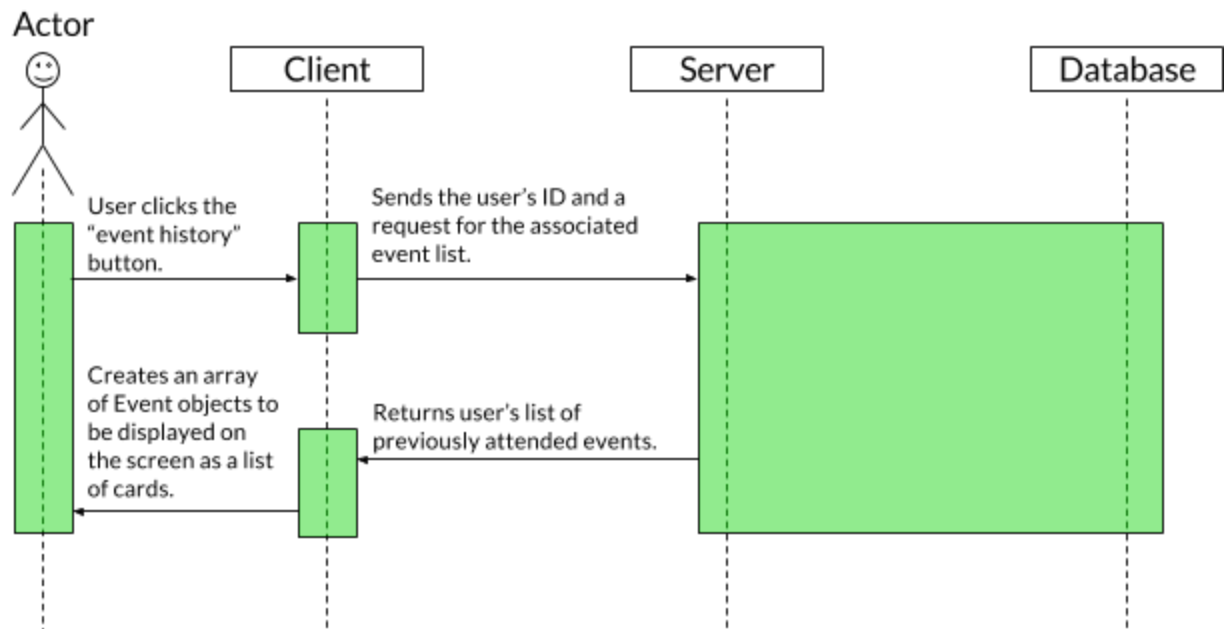 Actor
Client
Server
Database
User clicks the
“event history”
button.
Sends the user’s ID and a
request for the associated
event list.
Creates an array
of Event objects to
be displayed on
the screen as a list
of cards.
Returns user’s list of
previously attended events.